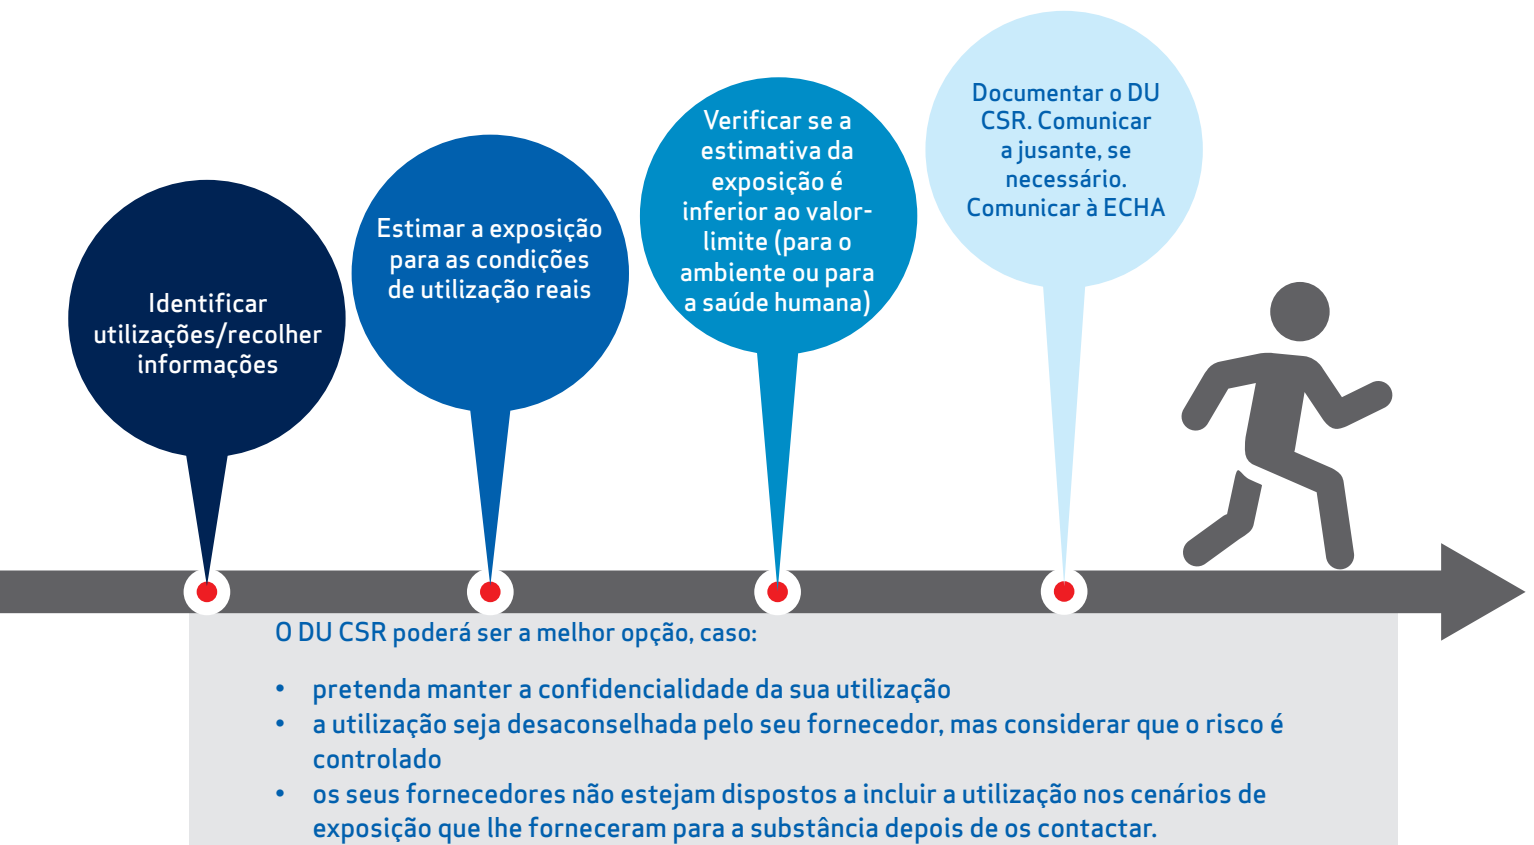 Identificar
utilizações/recolher
informações
Estimar a exposição
para as condições
de utilização reais
Verificar se a
estimativa da
exposição é
inferior ao valor-
limite (para o
ambiente ou para
a saúde humana)
Documentar o DU
CSR. Comunicar
a jusante, se
necessário.
Comunicar à ECHA
O DU CSR poderá ser a melhor opção, caso:
• pretenda manter a confidencialidade da sua utilização
• a utilização seja desaconselhada pelo seu fornecedor, mas considerar que o risco é
controlado
• os seus fornecedores não estejam dispostos a incluir a utilização nos cenários de
exposição que lhe forneceram para a substância depois de os contactar.